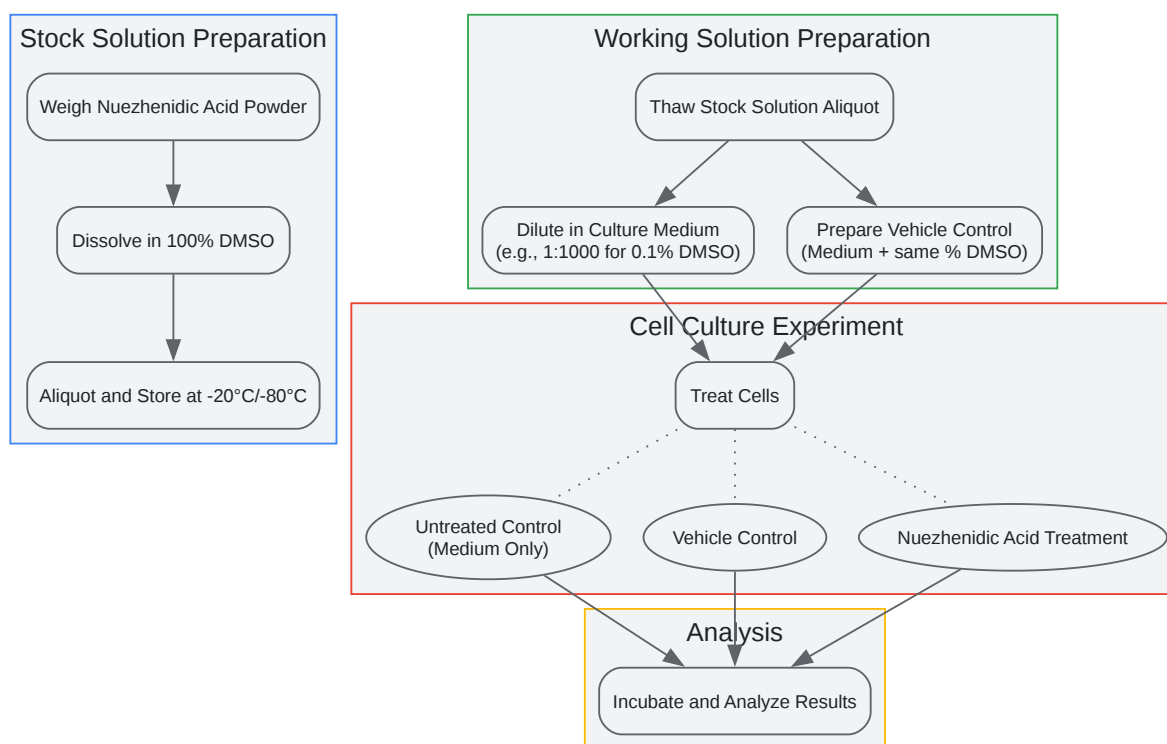 Stock Solution Preparation
Weigh Nuezhenidic Acid Powder
Dissolve in 100% DMSO
Aliquot and Store at -20°C/-80°C
Working Solution Preparation
Thaw Stock Solution Aliquot
Dilute in Culture Medium
(e.g., 1:1000 for 0.1% DMSO)
Prepare Vehicle Control
(Medium + same % DMSO)
Cell Culture Experiment
Treat Cells
Untreated Control
(Medium Only)
Vehicle Control
Nuezhenidic Acid Treatment
Analysis
Incubate and Analyze Results